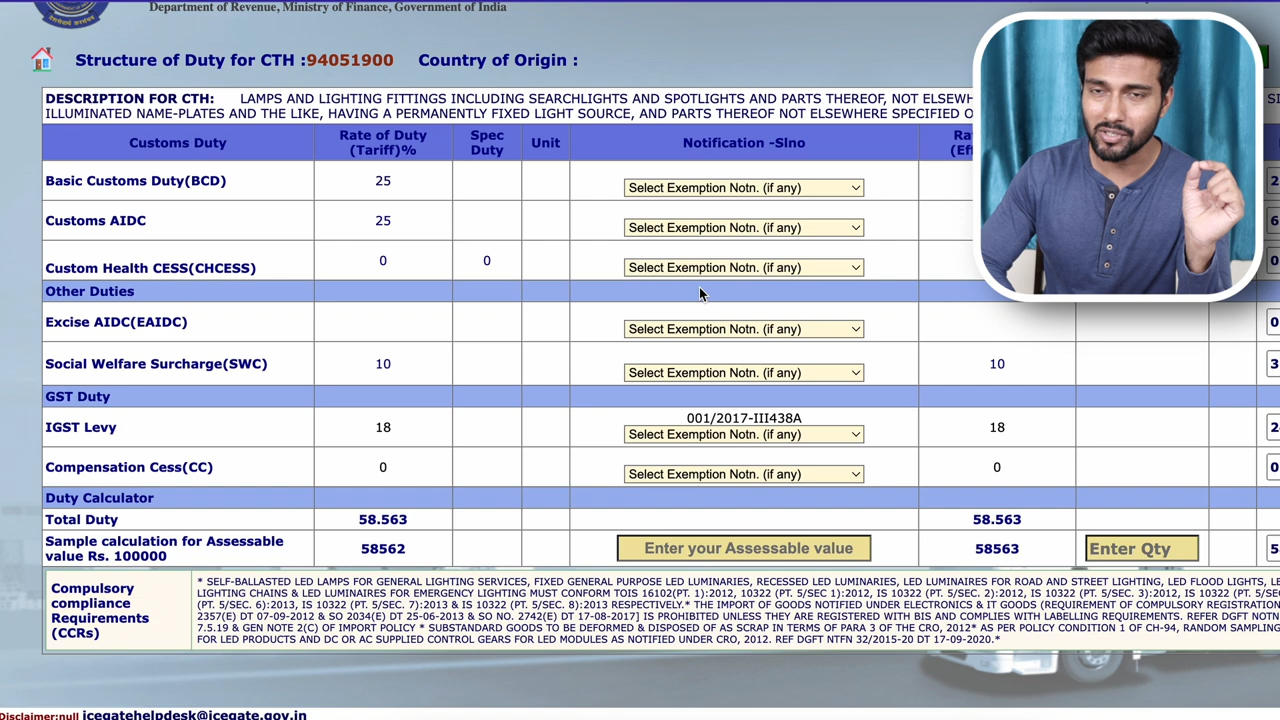 Department of Revenue, Ministry of Finance, Government of India
Structure of Duty for CTH :94051900 Country of Origin :
DESCRIPTION FOR CTH: LAMPS AND LIGHTING FITTINGS INCLUDING SEARCHLIGHTS AND SPOTLIGHTS AND PARTS THEREOF, NOT ELSEWH
ILLUMINATED NAME-PLATES AND THE LIKE, HAVING A PERMANENTLY FIXED LIGHT SOURCE, AND PARTS THEREOF NOT ELSEWHERE SPECIFIED O
Customs Duty
Rate of Duty
(Tariff)%
Spec
Duty
Unit
Notification -Slno
Ra
(Ef
Basic Customs Duty(BCD) 25 Select Exemption Notn. (if any) 2
Customs AIDC 25 Select Exemption Notn. (if any) 6
Custom Health CESS(CHCESS) 0 0 Select Exemption Notn. (if any) 0
Other Duties
Excise AIDC(EAIDC) Select Exemption Notn. (if any) 0
Social Welfare Surcharge(SWC) 10 Select Exemption Notn. (if any) 10 3
GST Duty
001/2017-III438A
IGST Levy 18 Select Exemption Notn. (if any) 18 2
Compensation Cess(CC) 0 Select Exemption Notn. (if any) 0 0
Duty Calculator
Total Duty 58.563 58.563
Sample calculation for Assessable
value Rs. 100000
58562 Enter your Assessable value 58563 Enter Qty 5
Compulsory
compliance
Requirements
(CCRs)
* SELF-BALLASTED LED LAMPS FOR GENERAL LIGHTING SERVICES, FIXED GENERAL PURPOSE LED LUMINARIES, RECESSED LED LUMINARIES, LED LUMINAIRES FOR ROAD AND STREET LIGHTING, LED FLOOD LIGHTS, LE
LIGHTING CHAINS & LED LUMINAIRES FOR EMERGENCY LIGHTING MUST CONFORM TOIS 16102(PT. 1):2012, 10322 (PT. 5/SEC 1):2012, IS 10322 (PT. 5/SEC. 2):2012, IS 10322 (PT. 5/SEC. 3):2012, IS
(PT. 5/SEC. 6):2013, IS 10322 (PT. 5/SEC. 7):2013 & IS 10322 (PT. 5/SEC. 8):2013 RESPECTIVELY.* THE IMPORT OF GOODS NOTIFIED UNDER ELECTRONICS & IT GOODS (REQUIREMENT OF COMPULSORY REGISTRATION
2357(E) DT 07-09-2012 & SO 2034(E) DT 25-06-2013 & SO NO. 2742(E) DT 17-08-2017] IS PROHIBITED UNLESS THEY ARE REGISTERED WITH BIS AND COMPLIES WITH LABELLING REQUIREMENTS. REFER DGFT NOTN
7.5.19 & GEN NOTE 2(C) OF IMPORT POLICY * SUBSTANDARD GOODS TO BE DEFORMED & DISPOSED OF AS SCRAP IN TERMS OF PARA 3 OF THE CRO, 2012* AS PER POLICY CONDITION 1 OF CH-94, RANDOM SAMPLING
FOR LED PRODUCTS AND DC OR AC SUPPLIED CONTROL GEARS FOR LED MODULES AS NOTIFIED UNDER CRO, 2012. REF DGFT NTFN 32/2015-20 DT 17-09-2020.*
Disclaimer:null icegatehelpdesk@icegate.gov.in